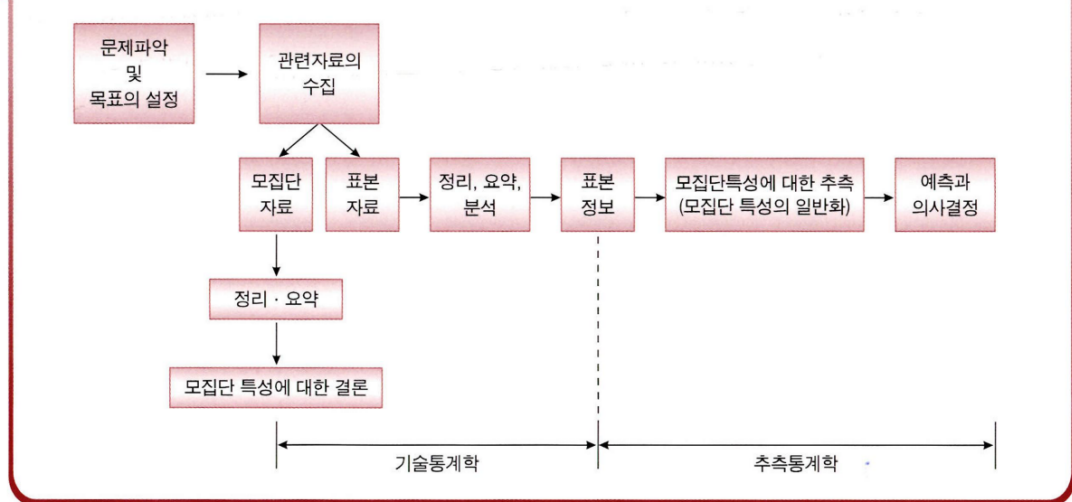 문제파악
및
목표의 설정
관련자료의
수집
모집단
자료
표본
자료
정리, 요약,
분석
표본
정보
모집단특성에 대한 추측
(모집단 특성의 일반화)
예측과
의사결정
정리 · 요약
모집단 특성에 대한 결론
기술통계학
추측통계학